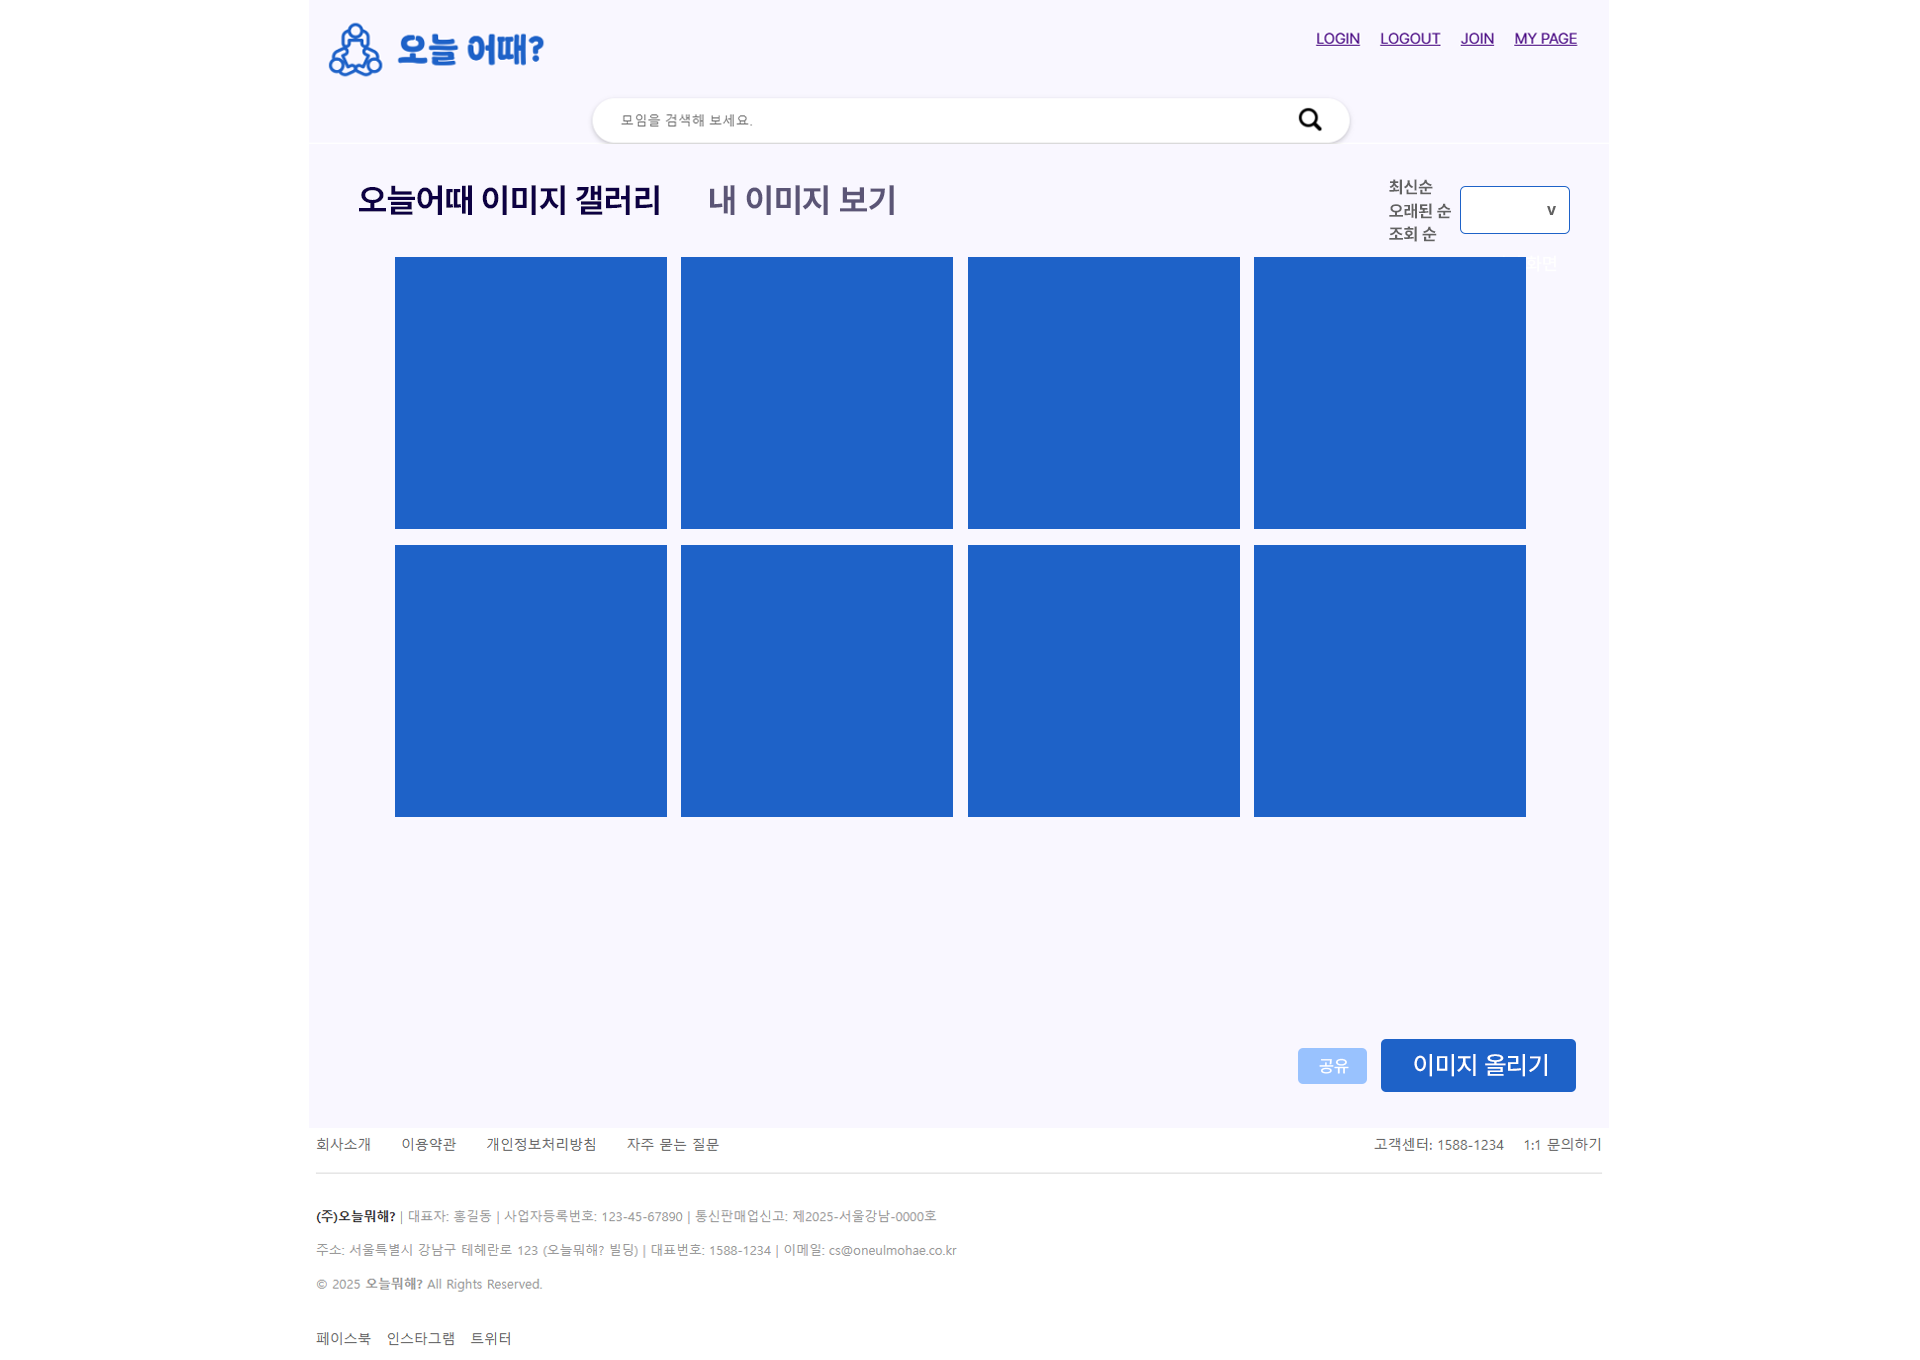 오늘 어때?
LOGIN LOGOUT JOIN MY PAGE
모임을 검색해 보세요.
오늘어때 이미지 갤러리 내 이미지 보기
최신순
오래된 순
조회 순
v
공유 이미지 올리기
회사소개 이용약관 개인정보처리방침 자주 묻는 질문 고객센터: 1588-1234 1:1 문의하기
(주)오늘뭐해? | 대표자: 홍길동 | 사업자등록번호: 123-45-67890 | 통신판매업신고: 제2025-서울강남-0000호
주소: 서울특별시 강남구 테헤란로 123 (오늘뭐해? 빌딩) | 대표번호: 1588-1234 | 이메일: cs@oneulmohae.co.kr
© 2025 오늘뭐해? All Rights Reserved.
페이스북 인스타그램 트위터